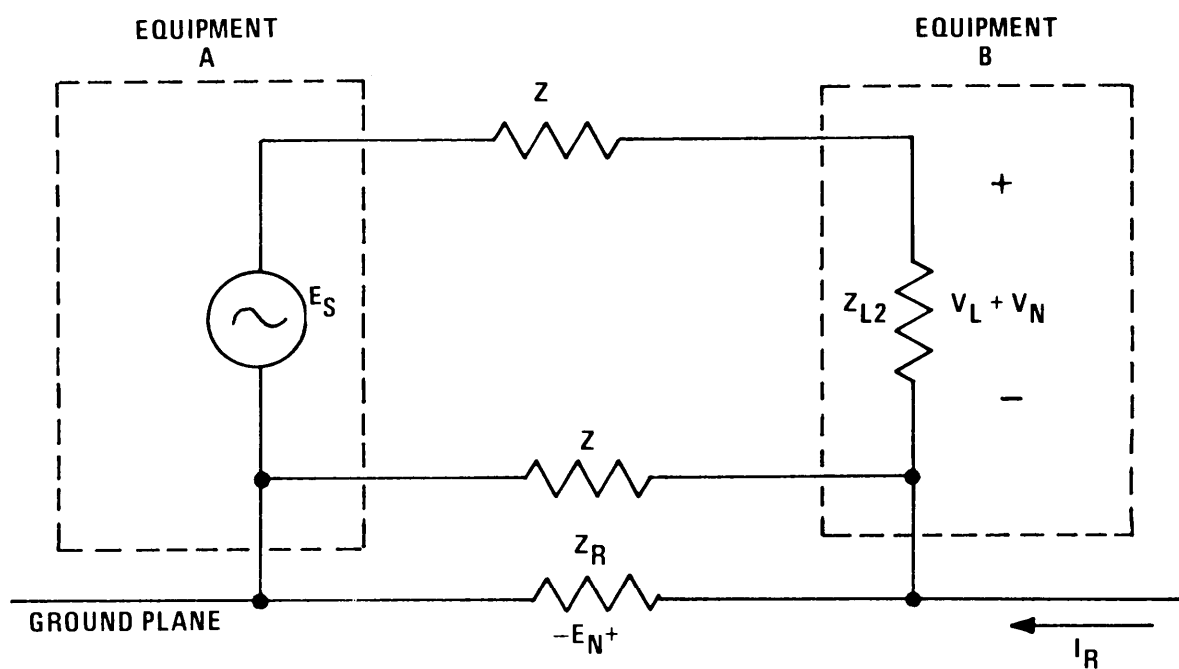 EQUIPMENT
A
EQUIPMENT
B
Z
+
E_S
Z_L2
V_L + V_N
−
Z
Z_R
GROUND PLANE
−E_N+
I_R